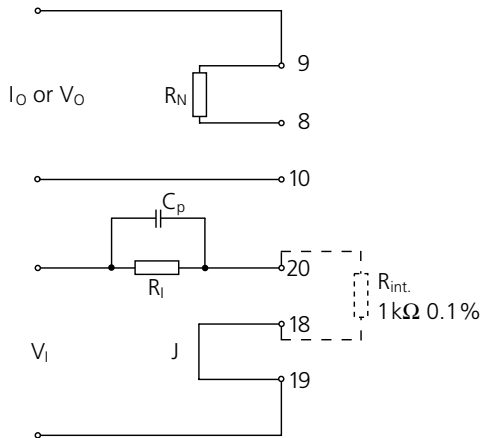 9
I_O or V_O
R_N
8
10
C_p
20
R_I
R_int.
1kΩ 0.1%
18
V_I
J
19